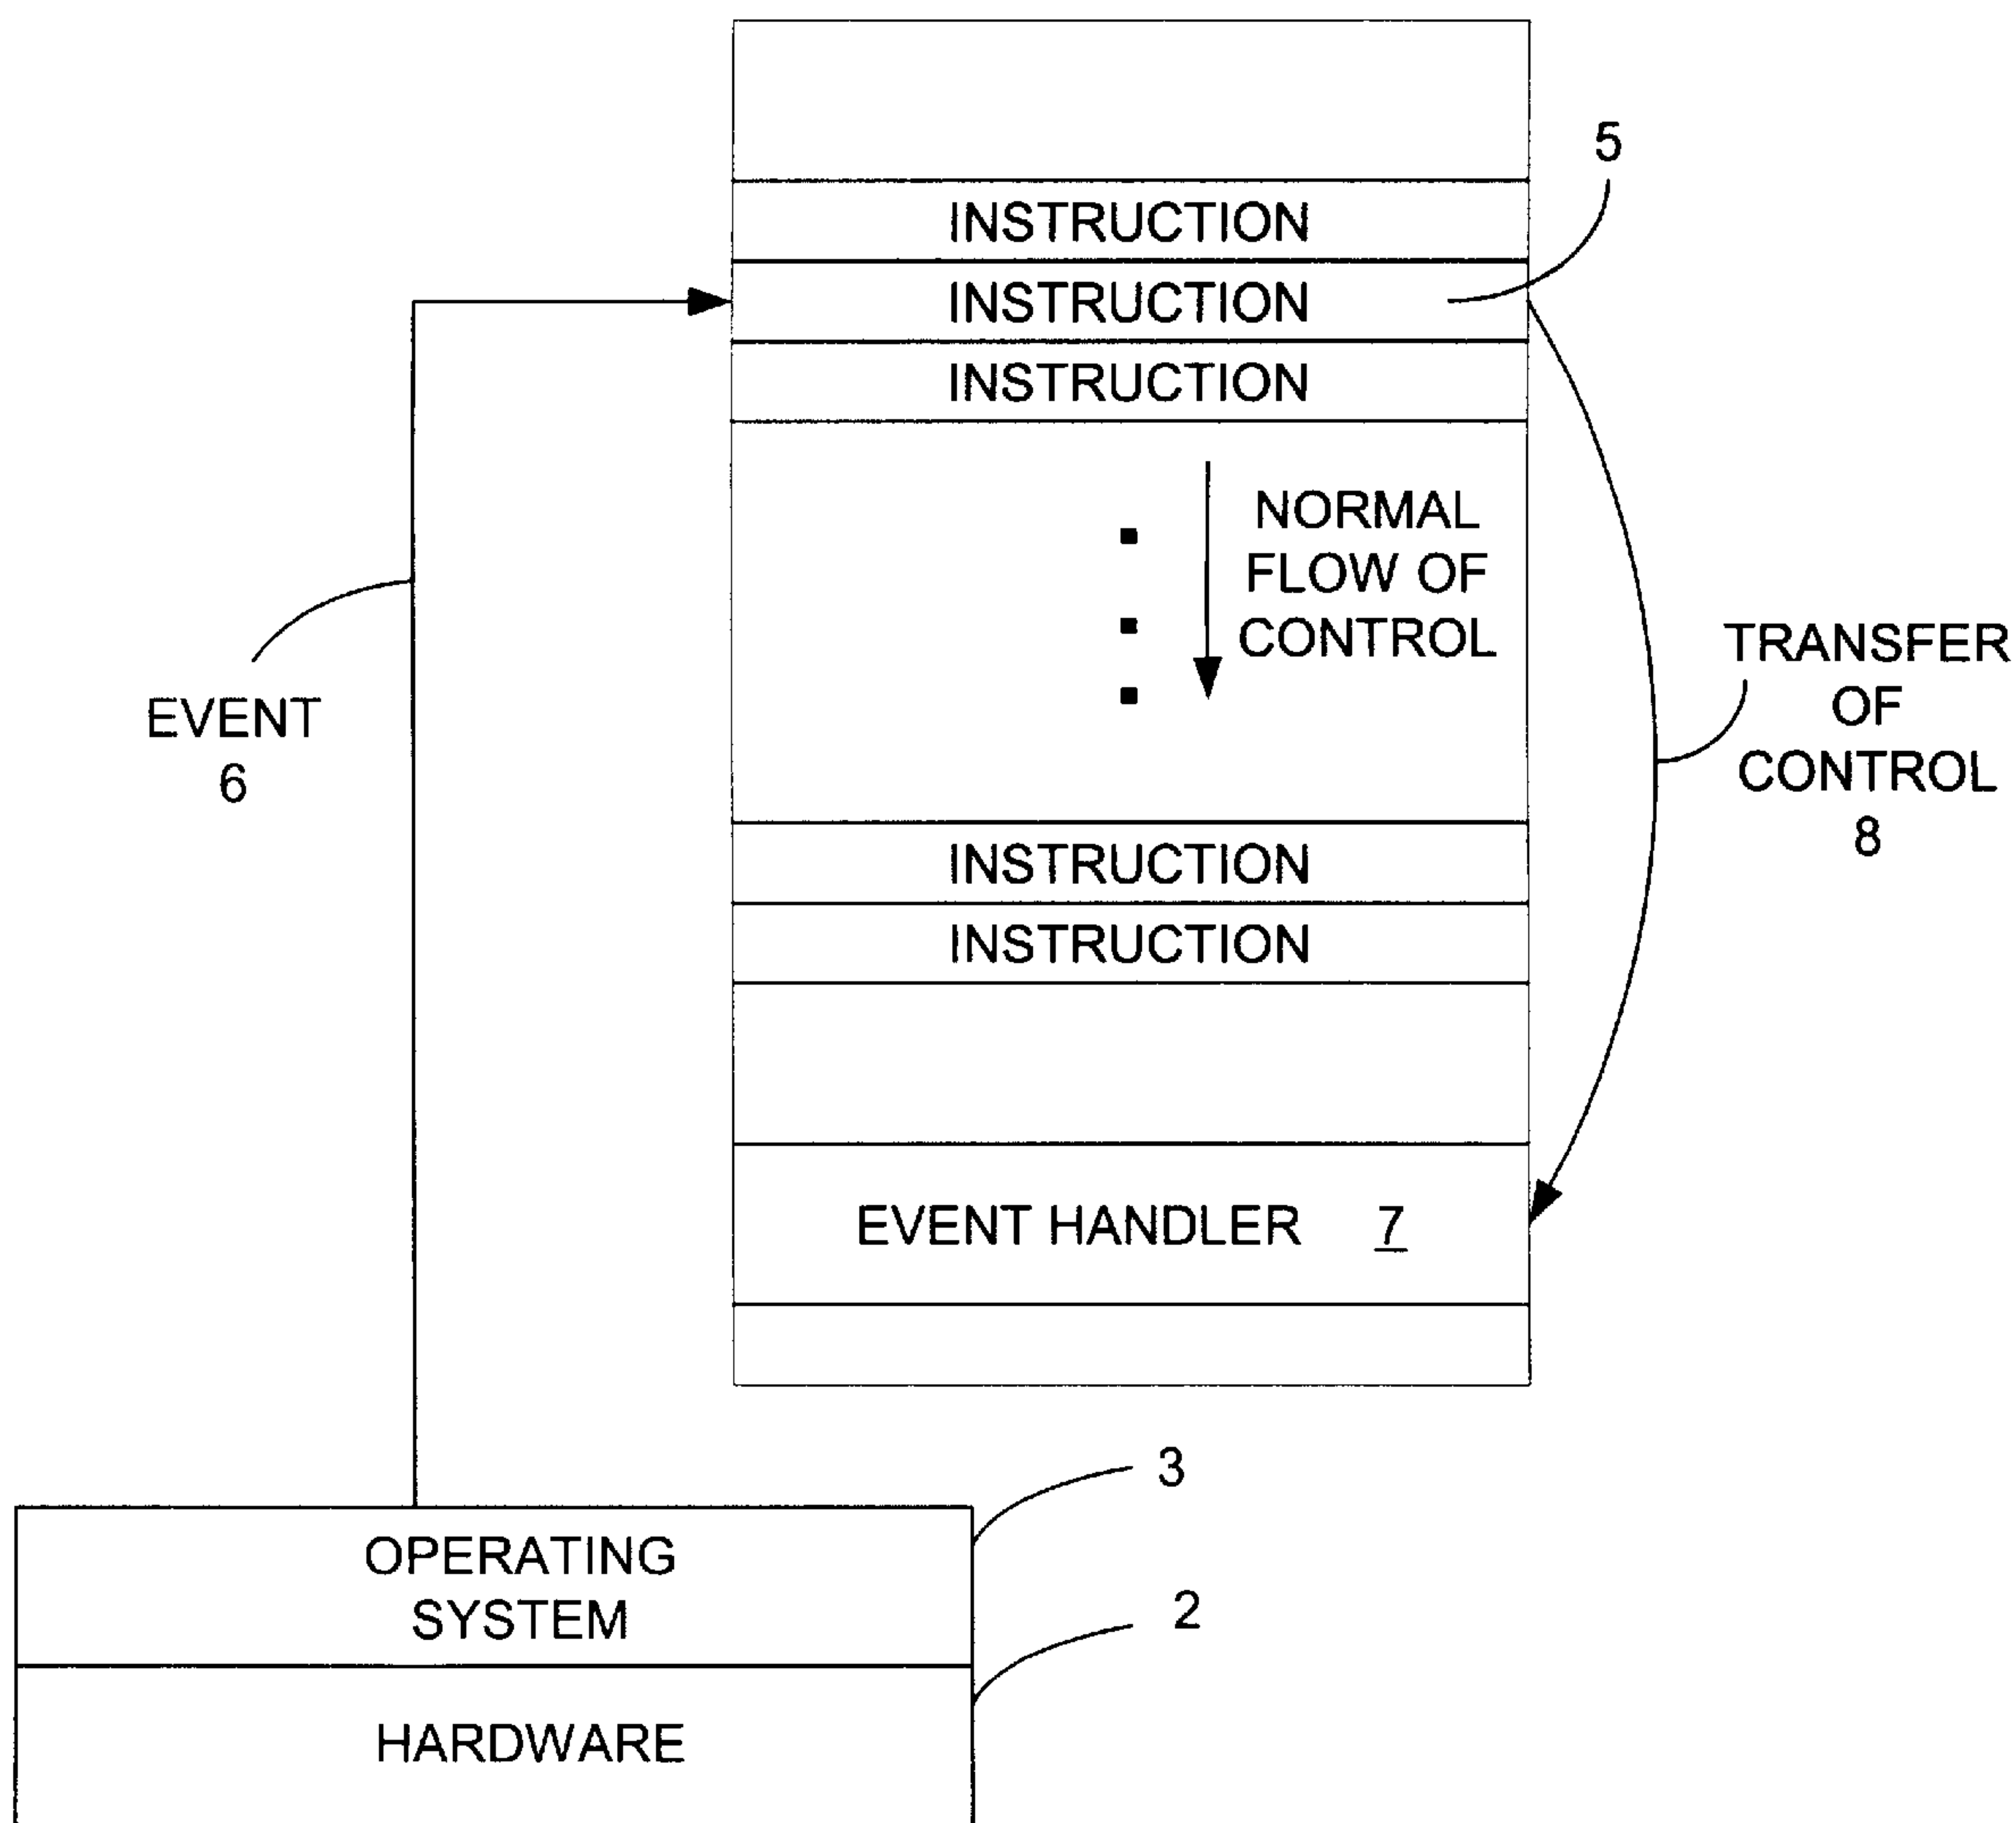 5
INSTRUCTION
INSTRUCTION
INSTRUCTION
NORMAL
FLOW OF
CONTROL
EVENT
6
TRANSFER
OF
CONTROL
8
INSTRUCTION
INSTRUCTION
EVENT HANDLER 7
3
OPERATING
SYSTEM
2
HARDWARE